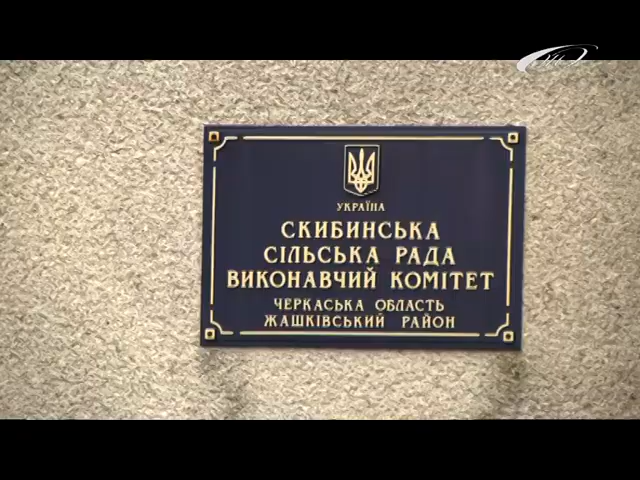 УКРАЇНА
СКИБИНСЬКА
СІЛЬСЬКА РАДА
ВИКОНАВЧИЙ КОМІТЕТ
ЧЕРКАСЬКА ОБЛАСТЬ
ЖАШКІВСЬКИЙ РАЙОН